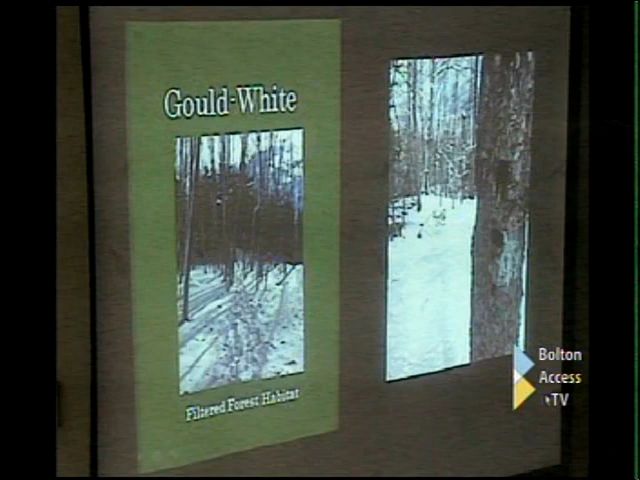 Gould-White
Filtered Forest Habitat
Bolton
Access
TV